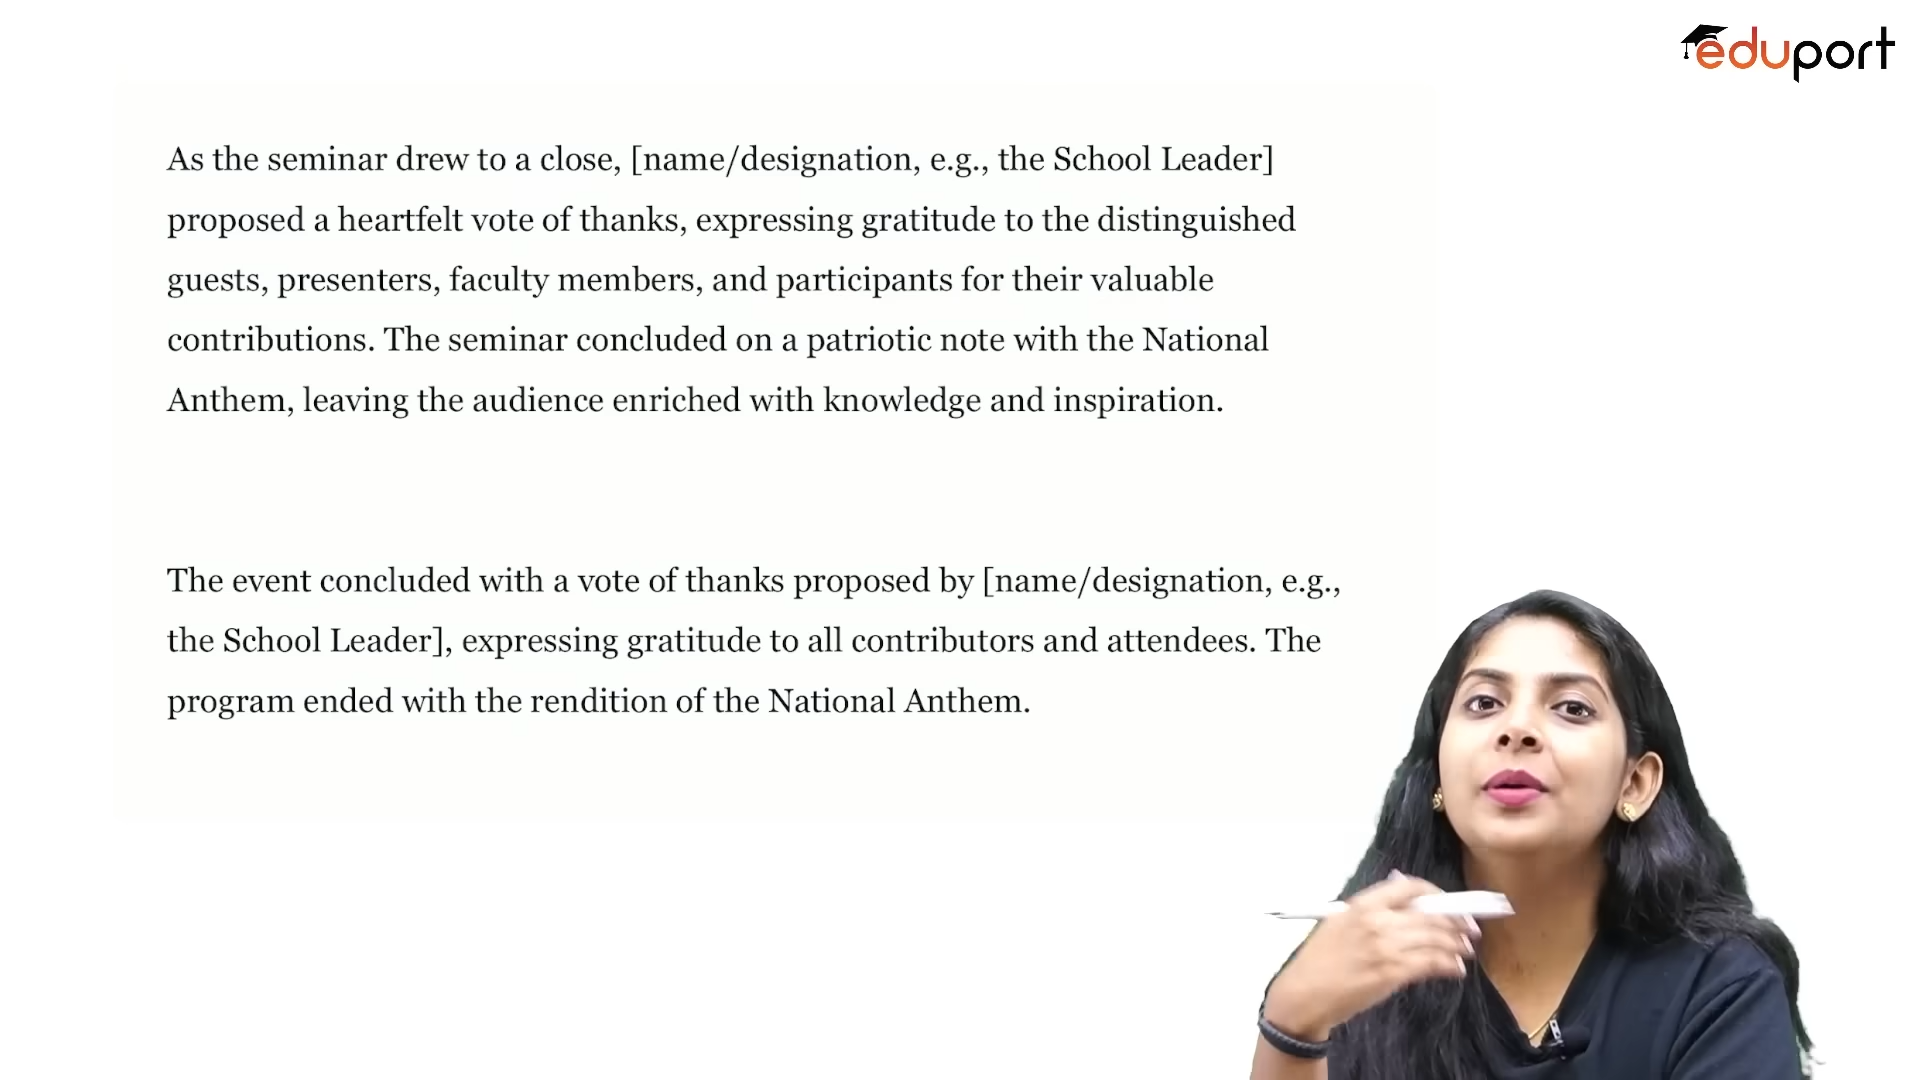 eduport
As the seminar drew to a close, [name/designation, e.g., the School Leader]
proposed a heartfelt vote of thanks, expressing gratitude to the distinguished
guests, presenters, faculty members, and participants for their valuable
contributions. The seminar concluded on a patriotic note with the National
Anthem, leaving the audience enriched with knowledge and inspiration.
The event concluded with a vote of thanks proposed by [name/designation, e.g.,
the School Leader], expressing gratitude to all contributors and attendees. The
program ended with the rendition of the National Anthem.